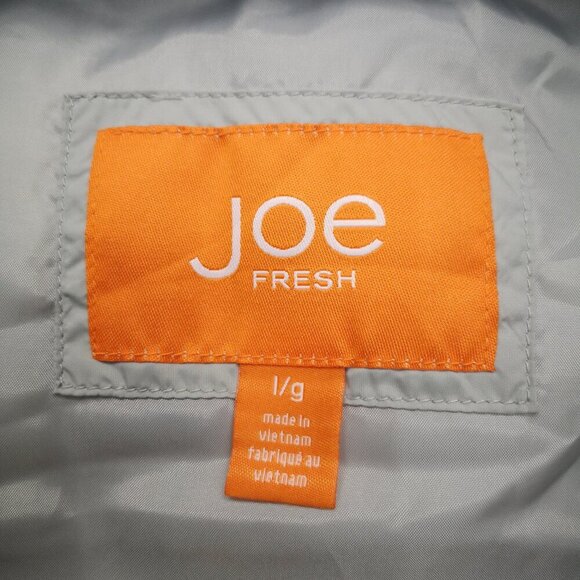 joe
FRESH
l/g
made in
vietnam
fabriqué au
vietnam